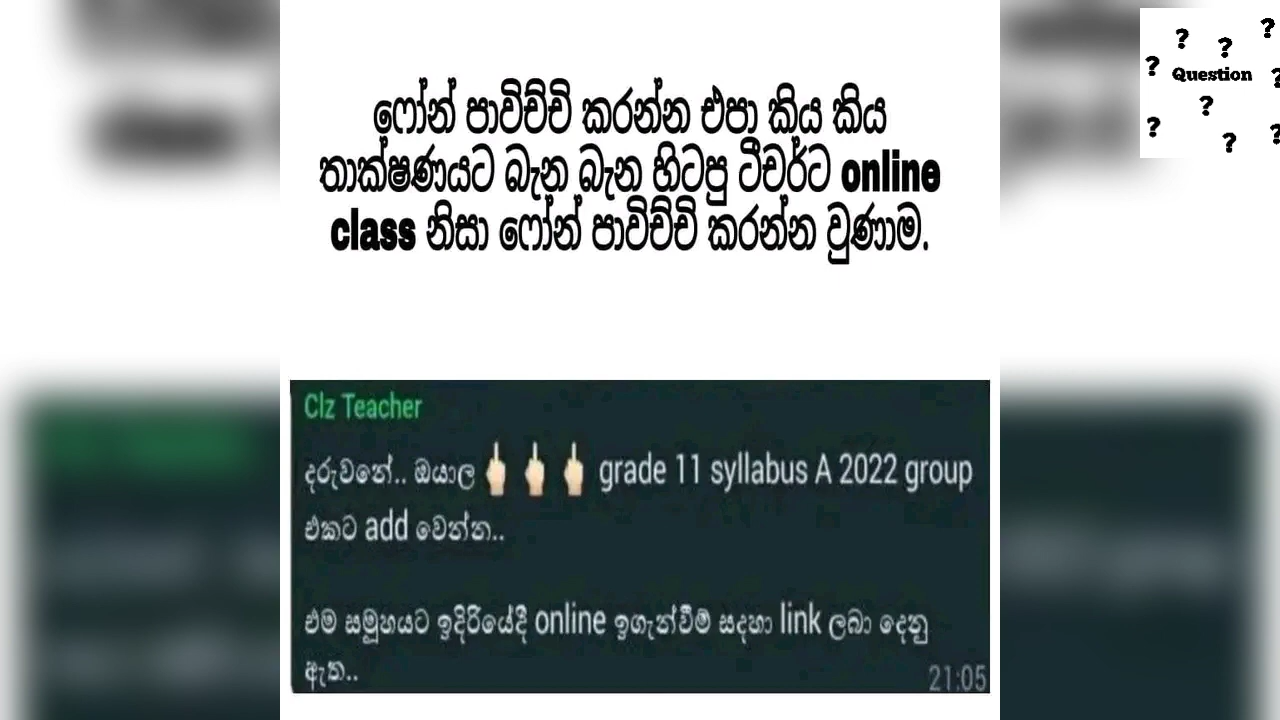 ෆෝන් පාවිච්චි කරන්න එපා කිය කිය
තාක්ෂණයට බැන බැන හිටපු ටීචර්ට online
class නිසා ෆෝන් පාවිච්චි කරන්න වුණාම.
Question
Clz Teacher
දරුවනේ.. ඔයාල 🖕🏻 🖕🏻 🖕🏻 grade 11 syllabus A 2022 group
එකට add වෙන්න..
එම සමූහයට ඉදිරියේදී online ඉගැන්වීම් සදහා link ලබා දෙනු
ඇත..
21:05